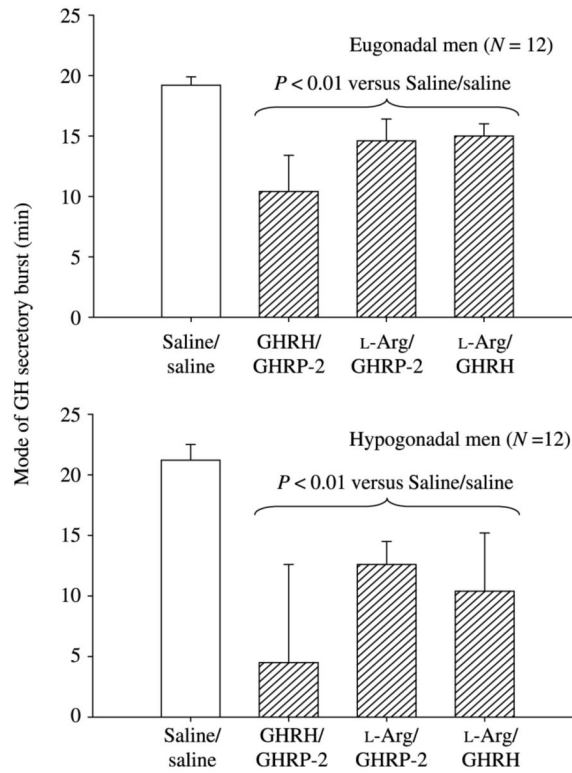 Mode of GH secretory burst (min)
25
20
15
10
5
0
Eugonadal men (N = 12)
P < 0.01 versus Saline/saline
Saline/
saline
GHRH/
GHRP-2
L-Arg/
GHRP-2
L-Arg/
GHRH
25
20
15
10
5
0
Hypogonadal men (N =12)
P < 0.01 versus Saline/saline
Saline/
saline
GHRH/
GHRP-2
L-Arg/
GHRP-2
L-Arg/
GHRH